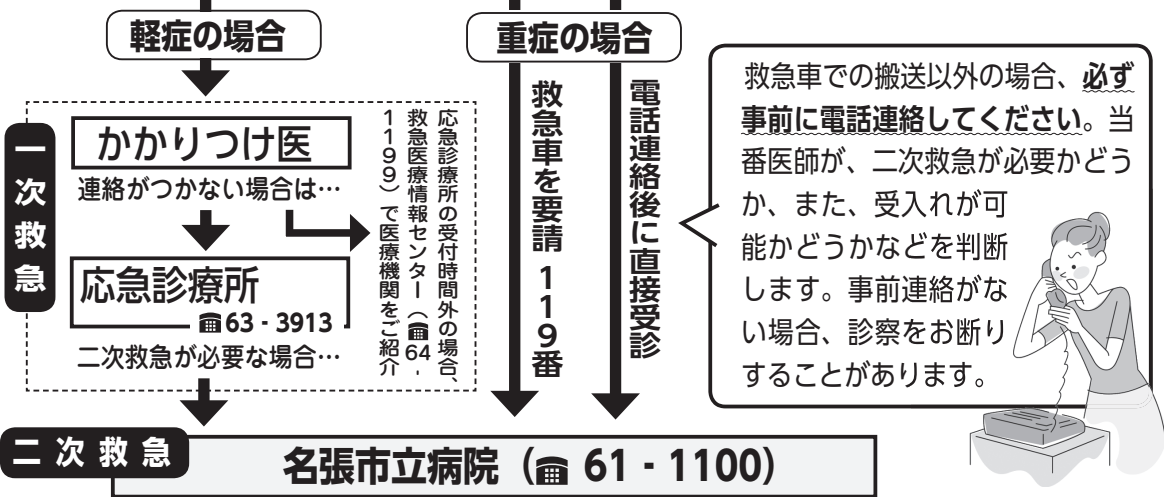 軽症の場合
重症の場合
一次救急
かかりつけ医
連絡がつかない場合は…
応急診療所
☎63 - 3913
二次救急が必要な場合…
応急診療所の受付時間外の場合、
救急医療情報センター（☎64 -
1199）で医療機関をご紹介
救急車を要請 119番
電話連絡後に直接受診
救急車での搬送以外の場合、必ず
事前に電話連絡してください。当
番医師が、二次救急が必要かどう
か、また、受入れが可
能かどうかなどを判断
します。事前連絡がな
い場合、診察をお断り
することがあります。
二次救急
名張市立病院（☎ 61 - 1100）